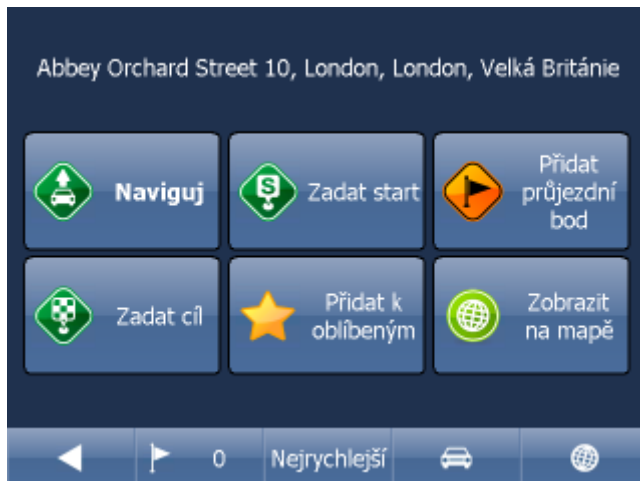 Abbey Orchard Street 10, London, London, Velká Británie
Naviguj
Zadat start
Přidat
průjezdní
bod
Zadat cíl
Přidat k
oblíbeným
Zobrazit
na mapě
0
Nejrychlejší